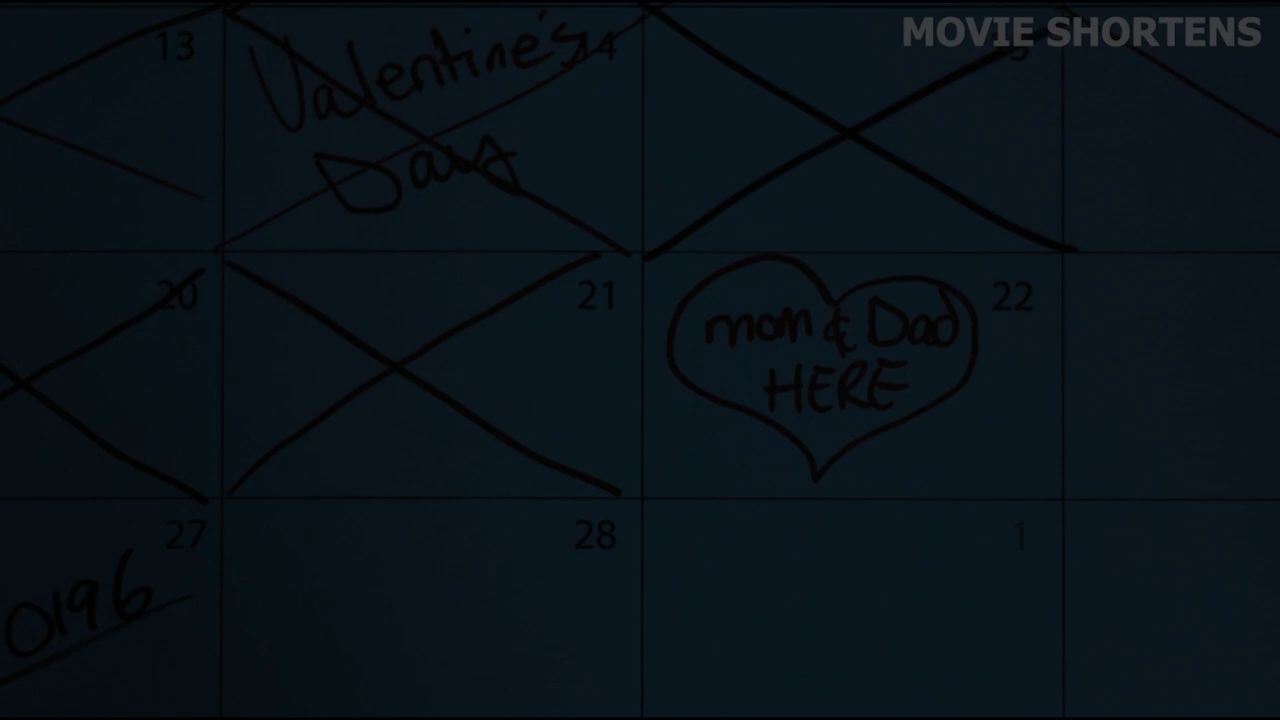 MOVIE SHORTENS
13
14
Valentine's
Day
20
21
22
mom & Dad
HERE
27
28
1
0196